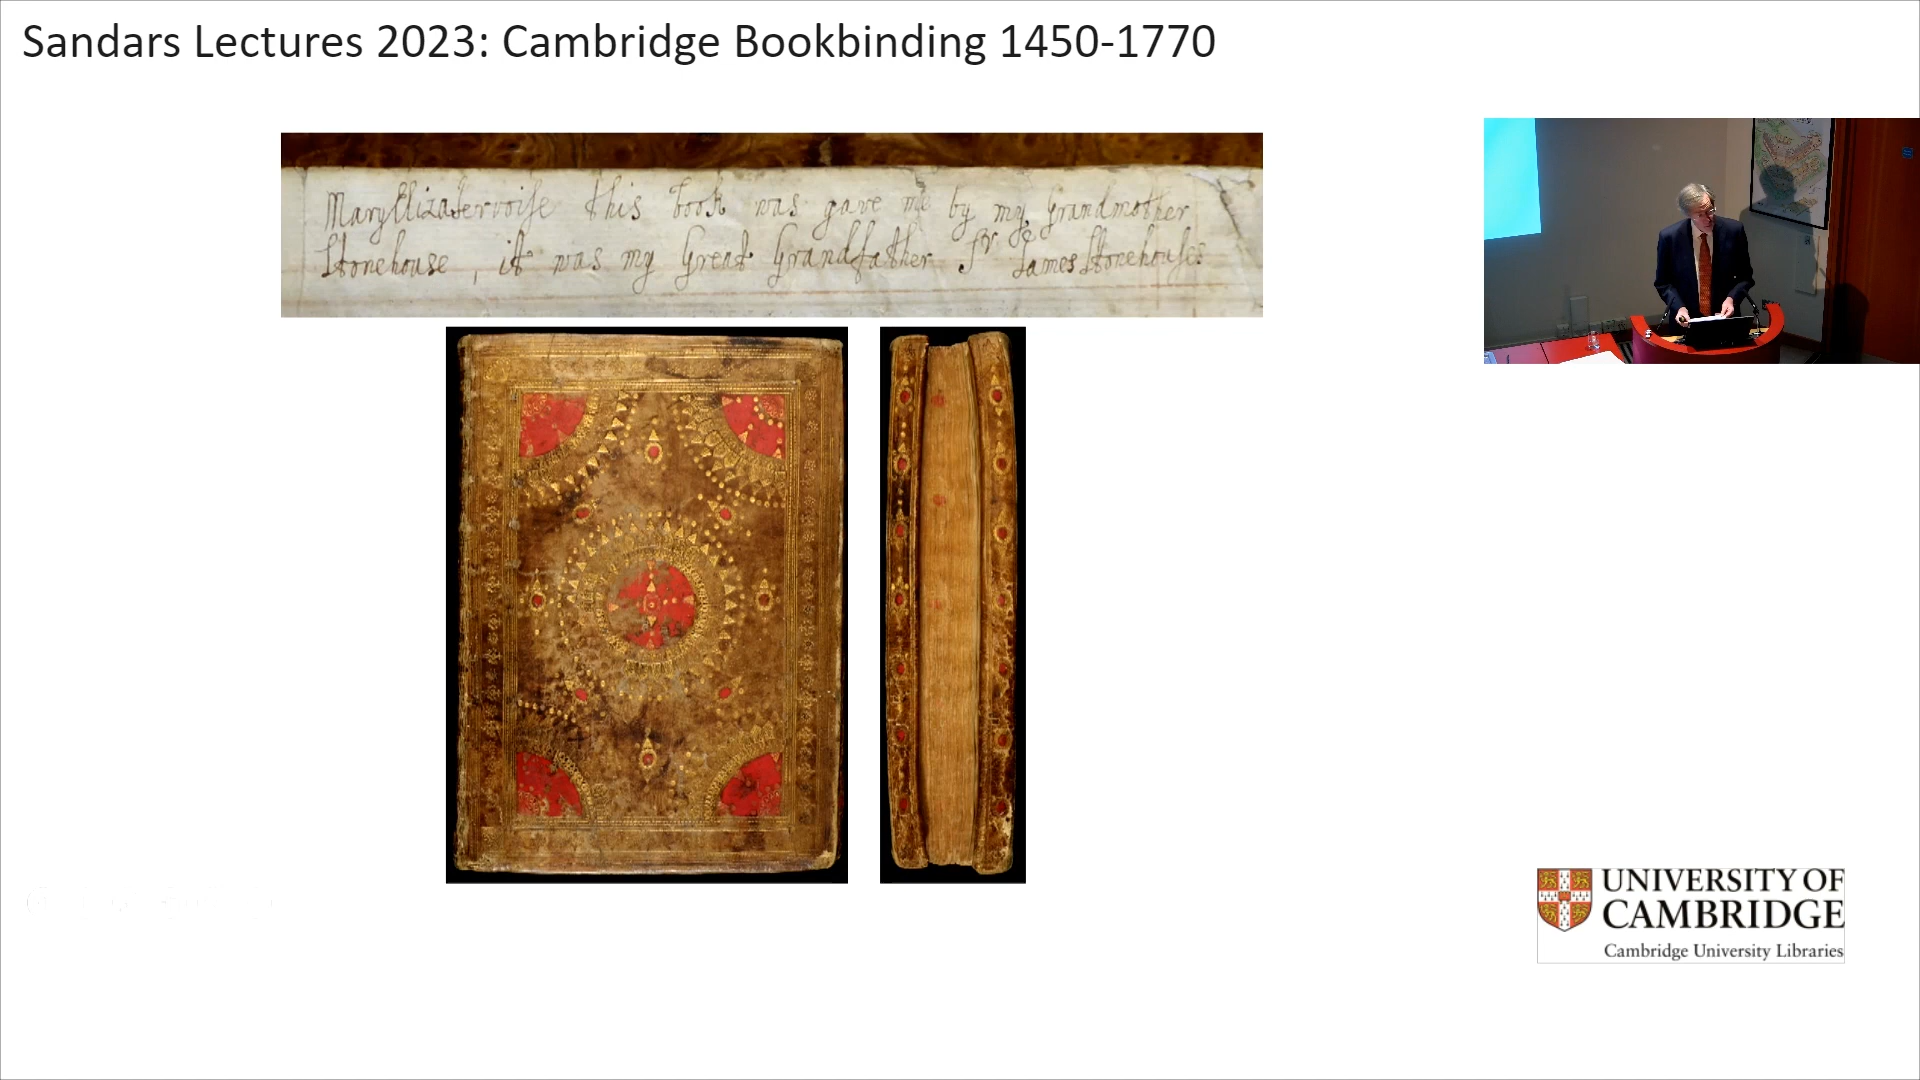 Sandars Lectures 2023: Cambridge Bookbinding 1450-1770
Mary Elliza Jervoise this book was gave me by my Grandmother
Stonehouse, it was my Great Grandfather Sr James Stonehouses
UNIVERSITY OF
CAMBRIDGE
Cambridge University Libraries